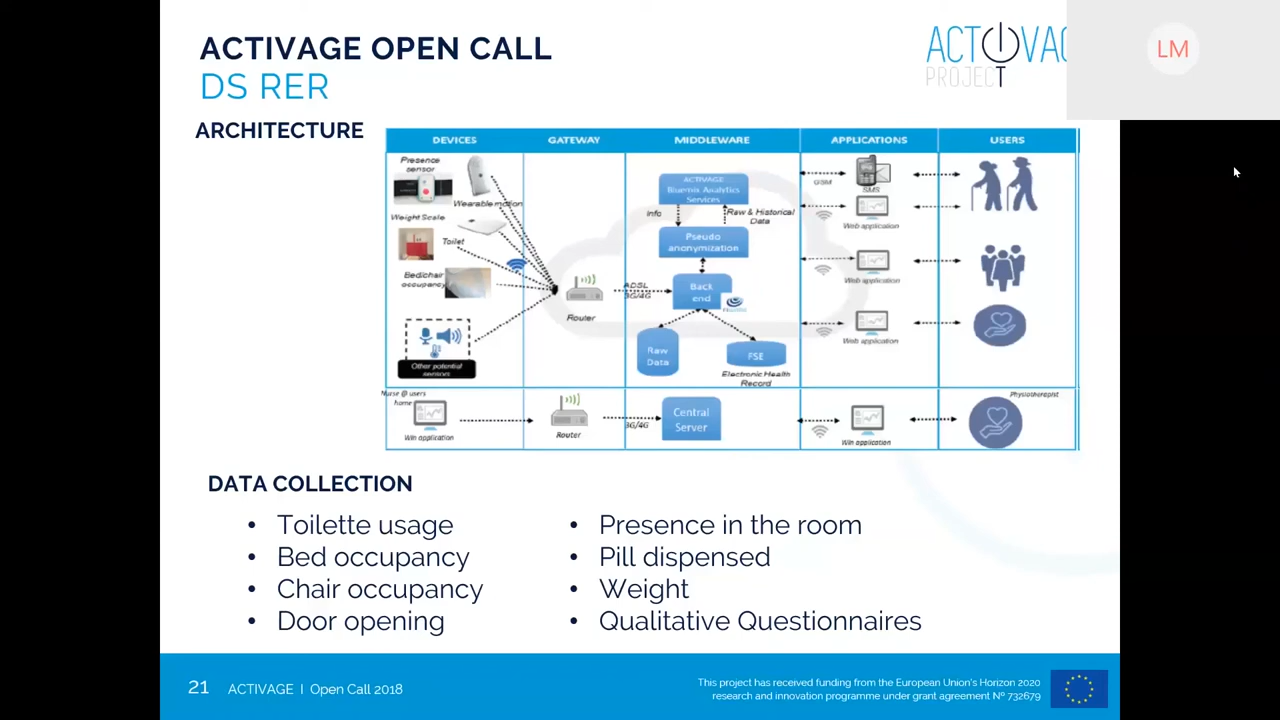 ACTIVAGE OPEN CALL
DS RER
ARCHITECTURE
PROJECT
LM
DEVICES
GATEWAY
MIDDLEWARE
APPLICATIONS
USERS
Presence
sensor
Wearable motion
Weight Scale
Toilet
Bed/chair
occupancy
Other potential
sensors
Router
ADSL
3G/4G
ACTIVAGE
Bluemix Analytics
Services
Info
Raw & Historical
Data
Pseudo
anonymization
Back
end
Raw
Data
FSE
Electronic Health
Record
GSM
SMS
Web application
Web application
Web application
Nurse @ users
home
Win application
Router
3G/4G
Central
Server
Win application
Physiotherapist
DATA COLLECTION
• Toilette usage
• Bed occupancy
• Chair occupancy
• Door opening
• Presence in the room
• Pill dispensed
• Weight
• Qualitative Questionnaires
21
ACTIVAGE I Open Call 2018
This project has received funding from the European Union's Horizon 2020
research and innovation programme under grant agreement Nº 732679